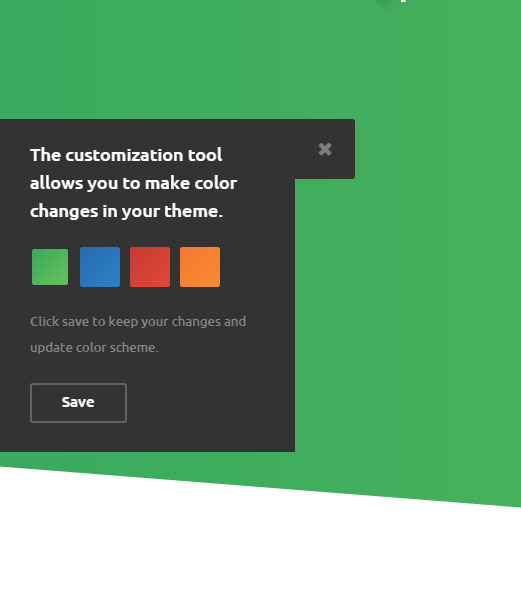 The customization tool
allows you to make color
changes in your theme.
Click save to keep your changes and
update color scheme.
Save